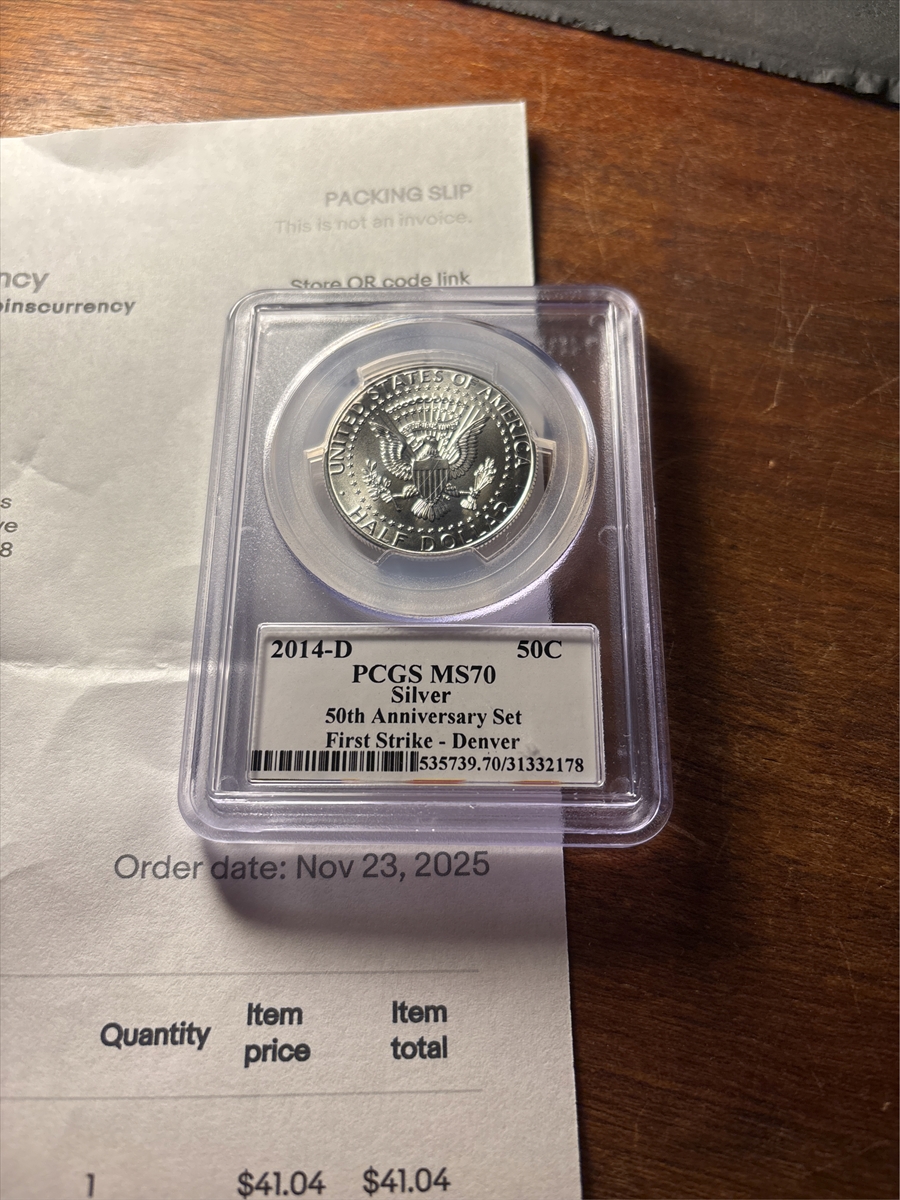 PACKING SLIP
This is not an invoice.
ncy
Store QR code link
oinscurrency
s
ve
8
UNITED STATES OF AMERICA
HALF DOLLAR
2014-D 50C
PCGS MS70
Silver
50th Anniversary Set
First Strike - Denver
535739.70/31332178
Order date: Nov 23, 2025
Quantity Item price Item total
1 $41.04 $41.04